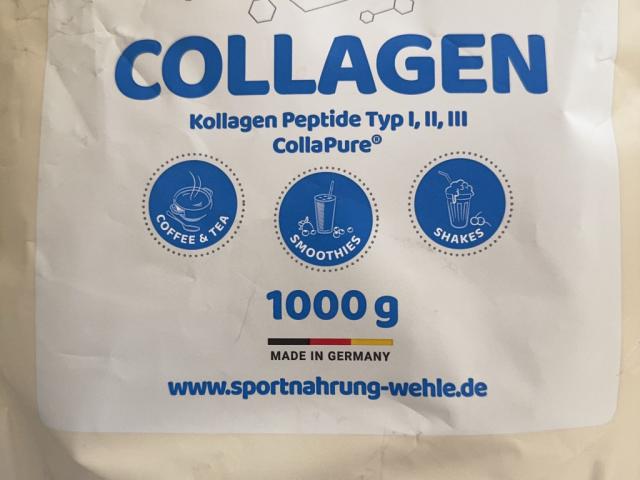 COLLAGEN
Kollagen Peptide Typ I, II, III
CollaPure®
COFFEE & TEA
SMOOTHIES
SHAKES
1000 g
MADE IN GERMANY
www.sportnahrung-wehle.de